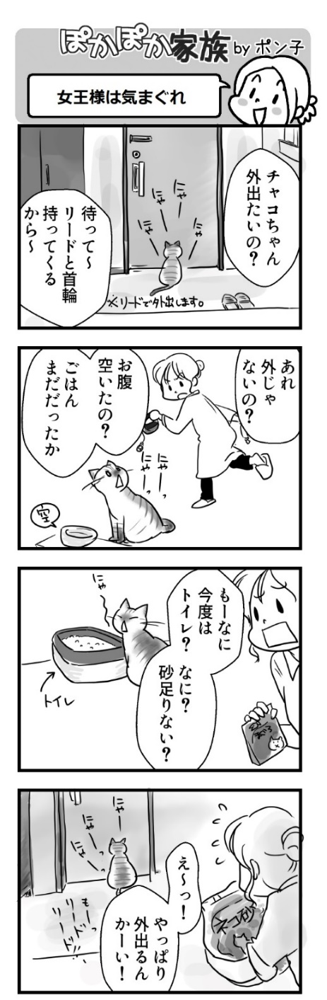 ぽかぽか家族 by ポン子
女王様は気まぐれ
チャコちゃん
外出たいの?
にゃー
にゃー
にゃー
にゃー
待って~
リードと首輪
持ってくる
から~
※リードで外出します。
あれ
外じゃ
ないの?
お腹
空いたの?
ごはん
まだだったか
にゃー
にゃー
空
もーなに
今度は
トイレ?
なに?
砂足りない?
にゃー
トイレ
にゃー
にゃー
にゃー
え~っ!
やっぱり
外出るん
かーい!
もーっ
リードッ
リードッ!!
ネコ砂